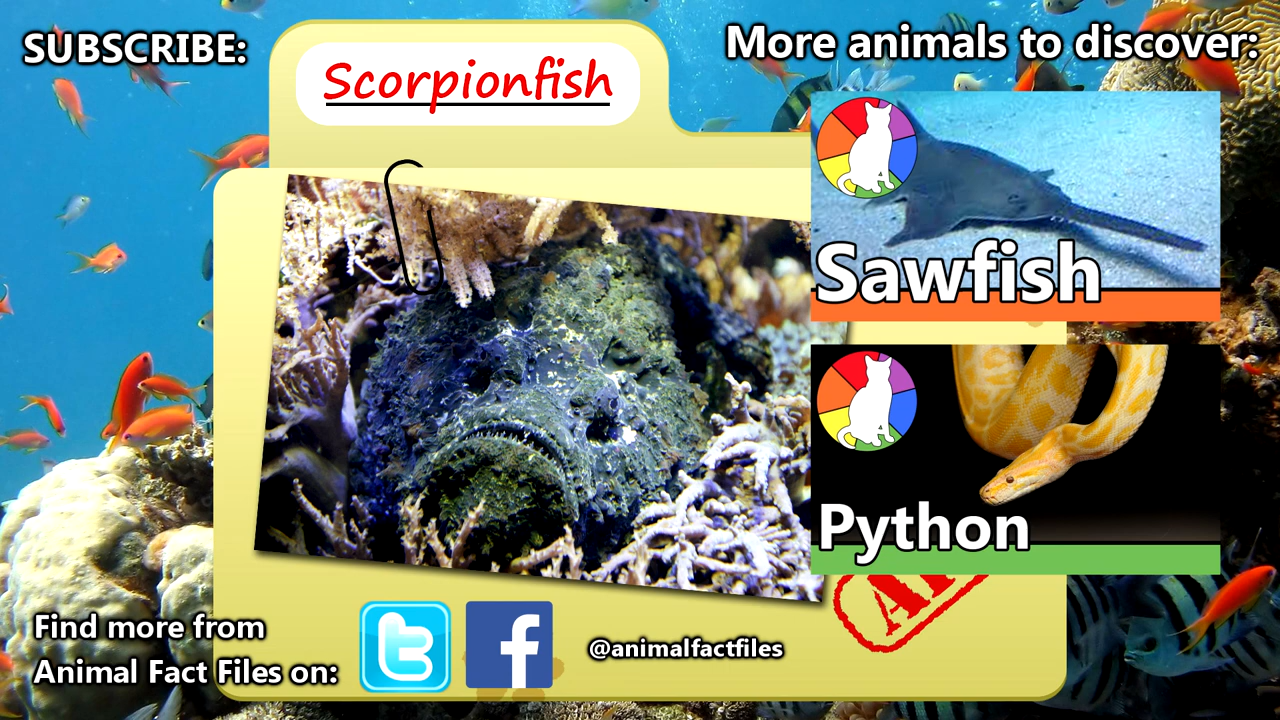 SUBSCRIBE:
Scorpionfish
More animals to discover:
Sawfish
Python
Find more from
Animal Fact Files on:
@animalfactfiles